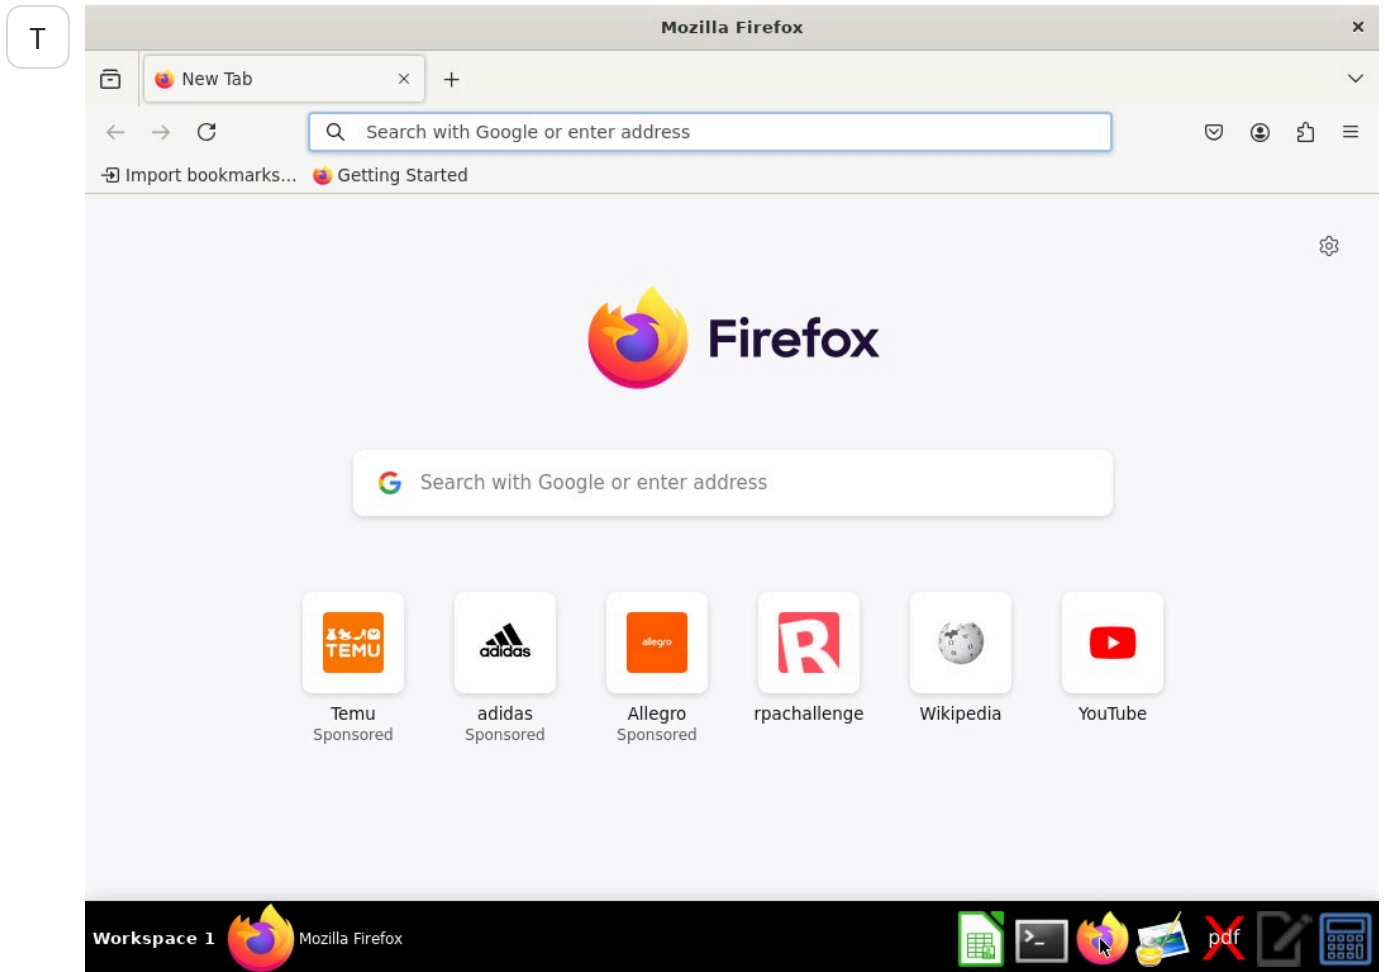 T
Mozilla Firefox
New Tab
Search with Google or enter address
Import bookmarks...
Getting Started
Firefox
Search with Google or enter address
TEMU
adidas
allegro
R
Temu
adidas
Allegro
rpachallenge
Wikipedia
YouTube
Sponsored
Sponsored
Sponsored
Workspace 1
Mozilla Firefox
pdf